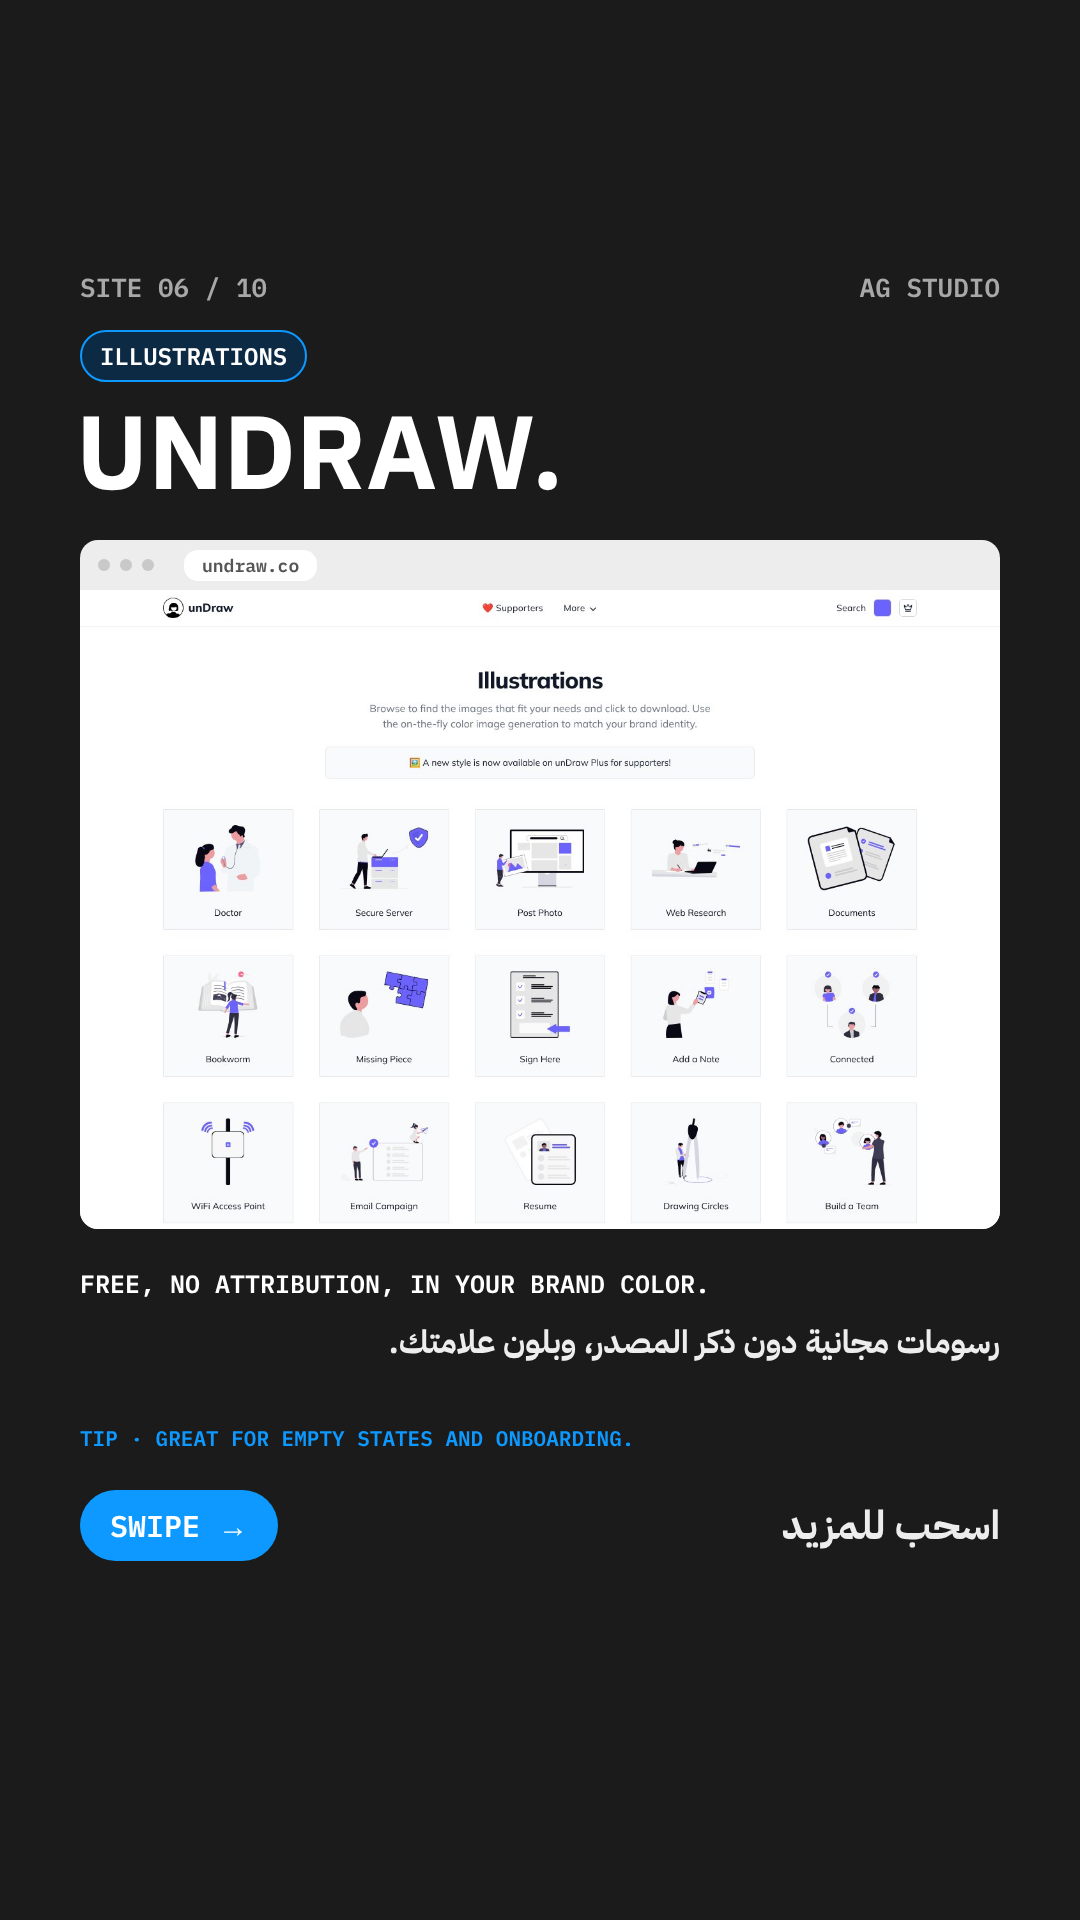 SITE 06 / 10
AG STUDIO
ILLUSTRATIONS
UNDRAW.
undraw.co
unDraw
❤️ Supporters
More
Search
Illustrations
Browse to find the images that fit your needs and click to download. Use
the on-the-fly color image generation to match your brand identity.
🖼️ A new style is now available on unDraw Plus for supporters!
Doctor
Secure Server
Post Photo
Web Research
Documents
Bookworm
Missing Piece
Sign Here
Add a Note
Connected
WiFi Access Point
Email Campaign
Resume
Drawing Circles
Build a Team
FREE, NO ATTRIBUTION, IN YOUR BRAND COLOR.
رسومات مجانية دون ذكر المصدر، وبلون علامتك.
TIP · GREAT FOR EMPTY STATES AND ONBOARDING.
SWIPE →
اسحب للمزيد